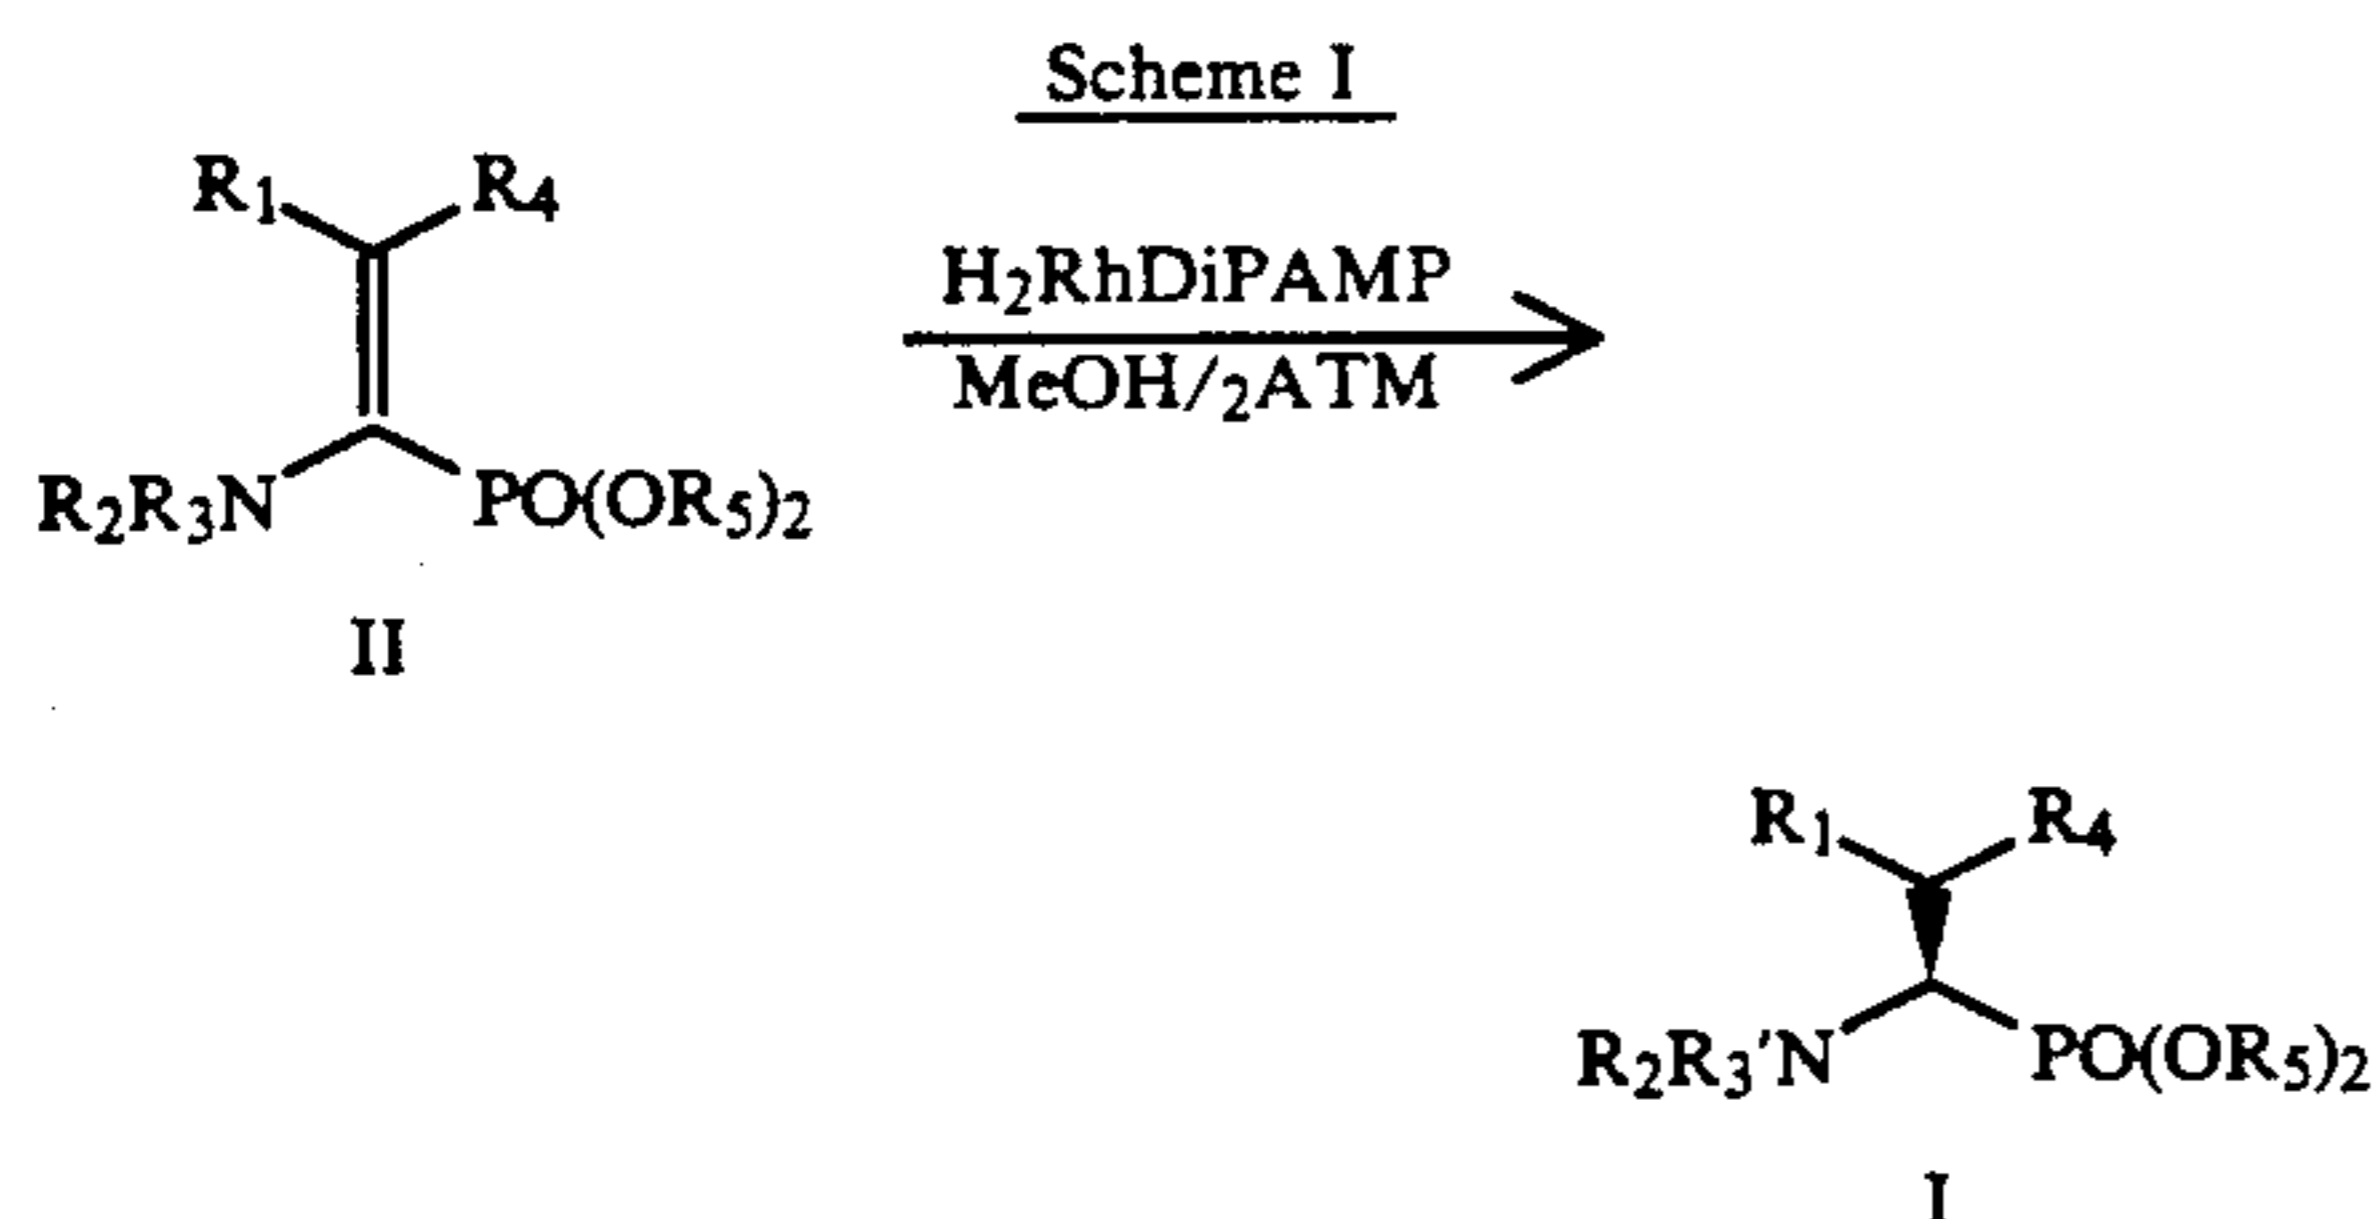 Scheme I
R₁ R₄
H₂RhDiPAMP
MeOH/₂ATM
R₂R₃N PO(OR₅)₂
II
R₁ R₄
R₂R₃'N PO(OR₅)₂
I